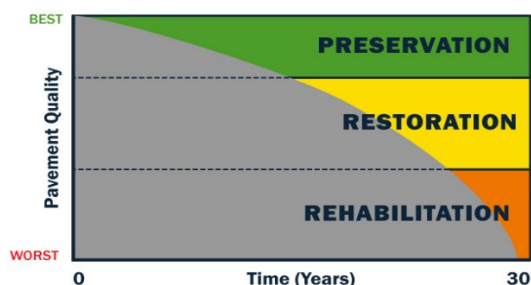 BEST
PRESERVATION
RESTORATION
REHABILITATION
Pavement Quality
WORST
0
Time (Years)
30